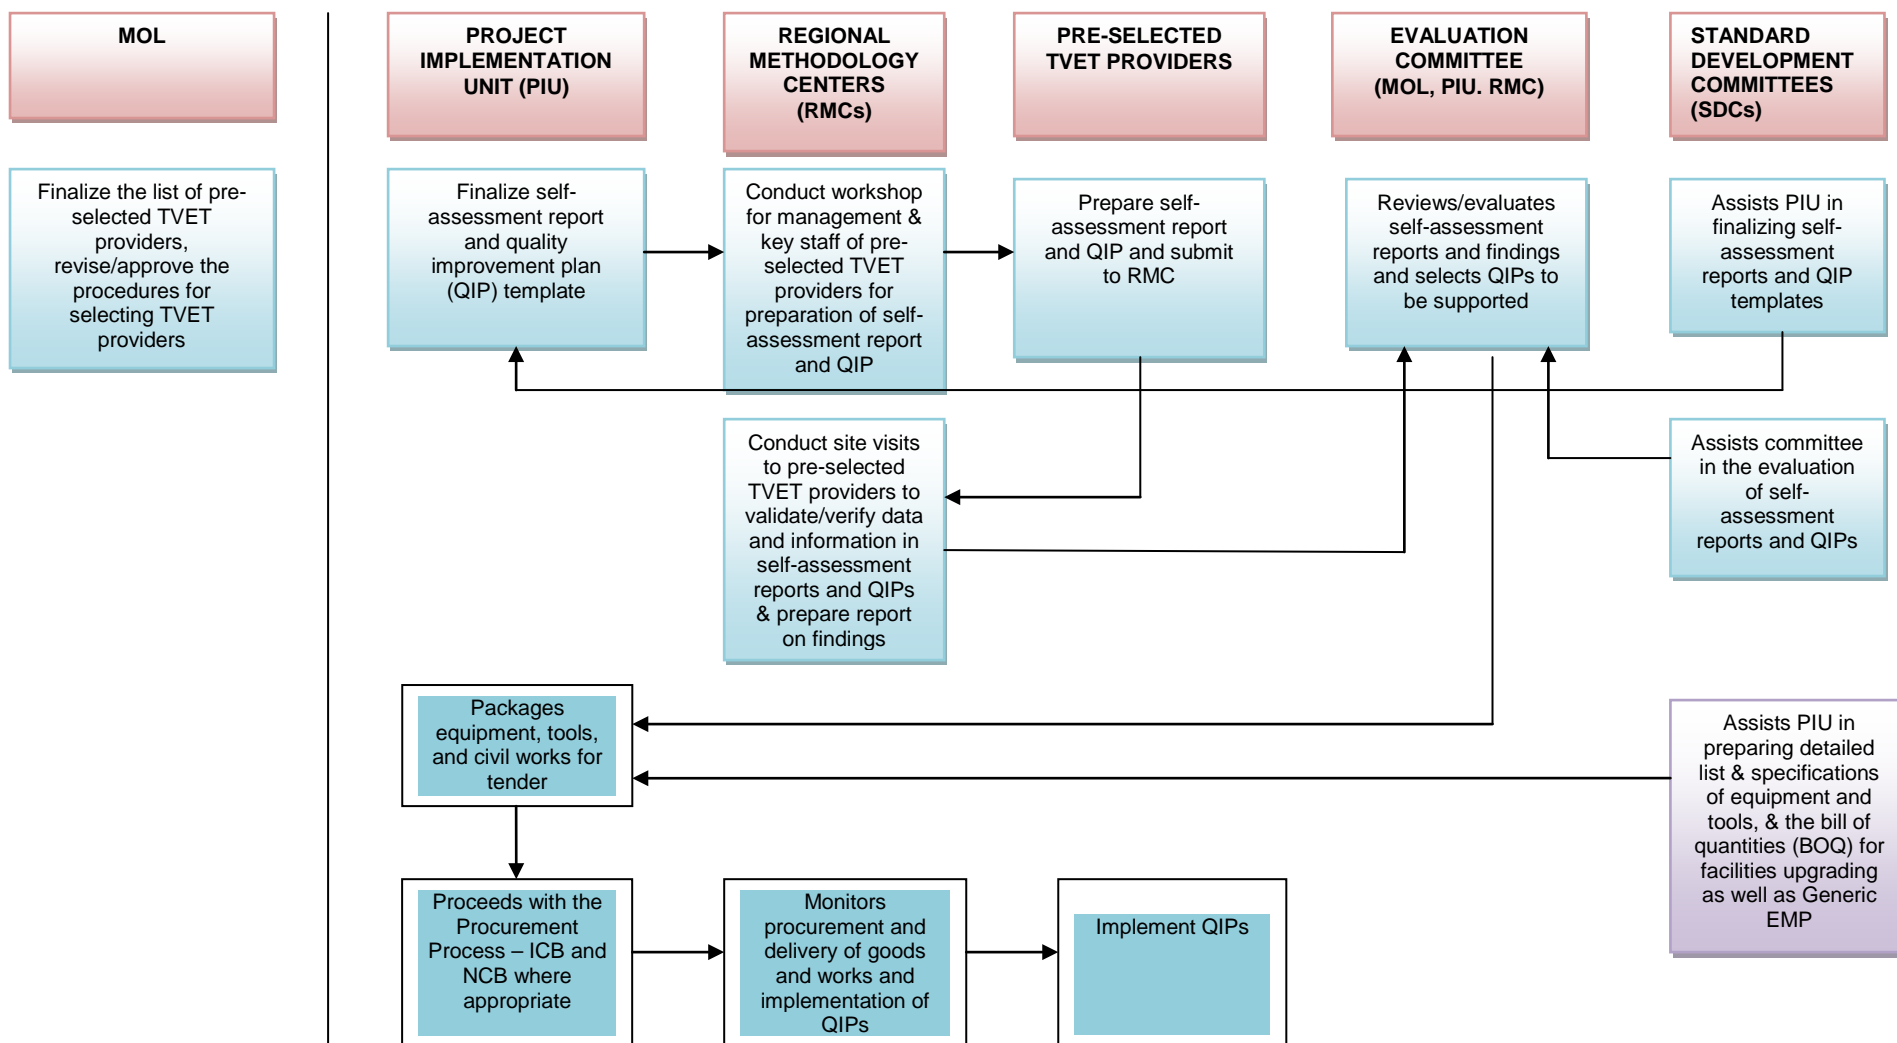 MOL
PROJECT
IMPLEMENTATION
UNIT (PIU)
REGIONAL
METHODOLOGY
CENTERS
(RMCs)
PRE-SELECTED
TVET PROVIDERS
EVALUATION
COMMITTEE
(MOL, PIU. RMC)
STANDARD
DEVELOPMENT
COMMITTEES
(SDCs)
Finalize the list of pre-
selected TVET
providers,
revise/approve the
procedures for
selecting TVET
providers
Finalize self-
assessment report
and quality
improvement plan
(QIP) template
Conduct workshop
for management &
key staff of pre-
selected TVET
providers for
preparation of self-
assessment report
and QIP
Prepare self-
assessment report
and QIP and submit
to RMC
Reviews/evaluates
self-assessment
reports and findings
and selects QIPs to
be supported
Assists PIU in
finalizing self-
assessment
reports and QIP
templates
Conduct site visits
to pre-selected
TVET providers to
validate/verify data
and information in
self-assessment
reports and QIPs
& prepare report
on findings
Assists committee
in the evaluation
of self-
assessment
reports and QIPs
Packages
equipment, tools,
and civil works for
tender
Assists PIU in
preparing detailed
list & specifications
of equipment and
tools, & the bill of
quantities (BOQ) for
facilities upgrading
as well as Generic
EMP
Proceeds with the
Procurement
Process – ICB and
NCB where
appropriate
Monitors
procurement and
delivery of goods
and works and
implementation of
QIPs
Implement QIPs